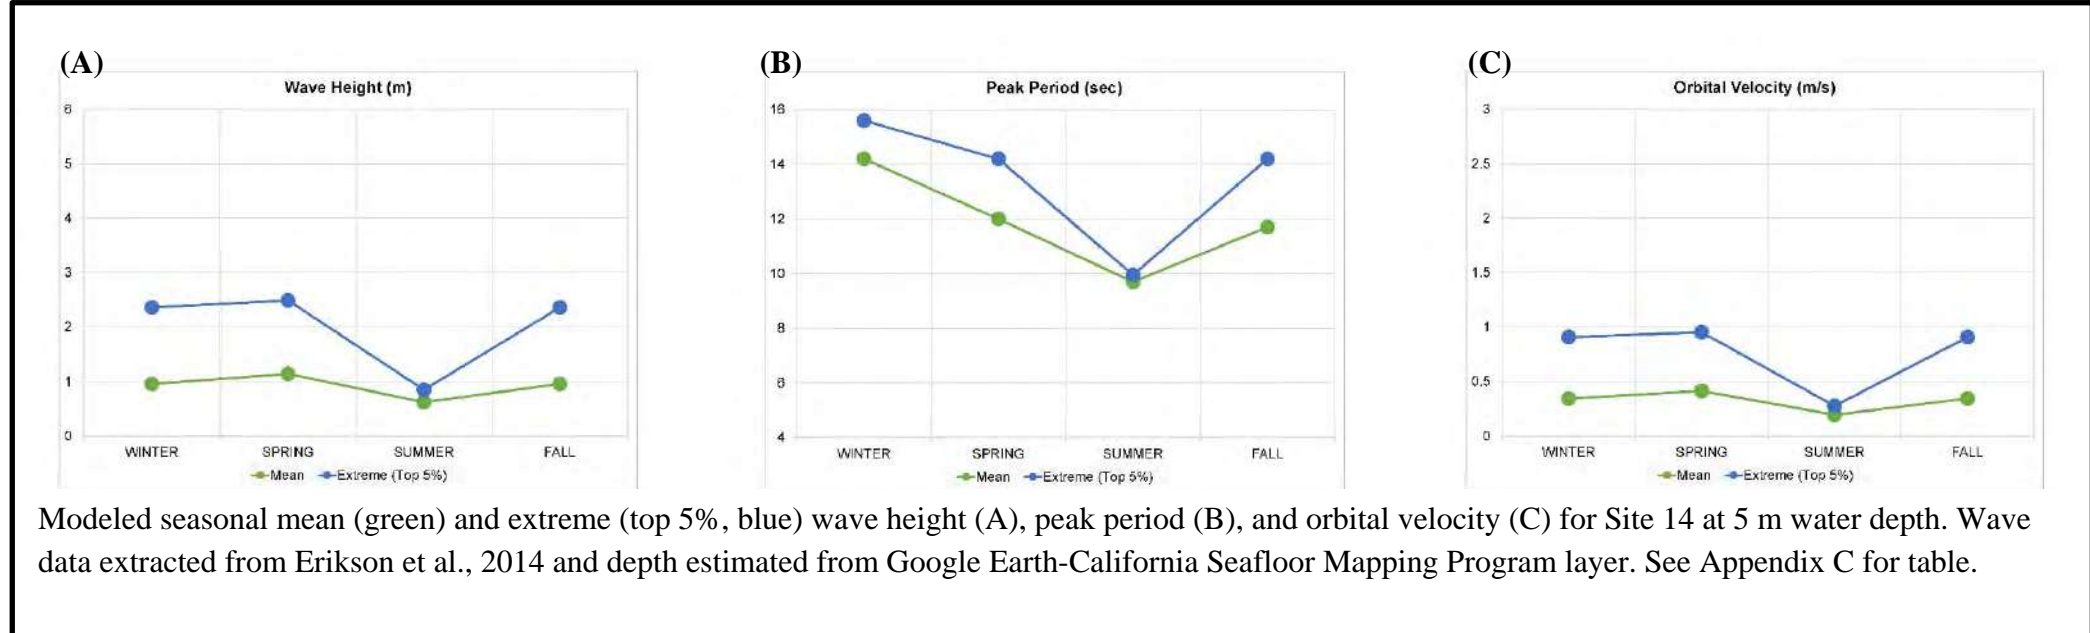 (A)
Wave Height (m)
6
5
4
3
2
1
0
WINTER SPRING SUMMER FALL
Mean Extreme (Top 5%)
(B)
Peak Period (sec)
16
14
12
10
8
6
4
WINTER SPRING SUMMER FALL
Mean Extreme (Top 5%)
(C)
Orbital Velocity (m/s)
3
2.5
2
1.5
1
0.5
0
WINTER SPRING SUMMER FALL
Mean Extreme (Top 5%)
Modeled seasonal mean (green) and extreme (top 5%, blue) wave height (A), peak period (B), and orbital velocity (C) for Site 14 at 5 m water depth. Wave
data extracted from Erikson et al., 2014 and depth estimated from Google Earth-California Seafloor Mapping Program layer. See Appendix C for table.